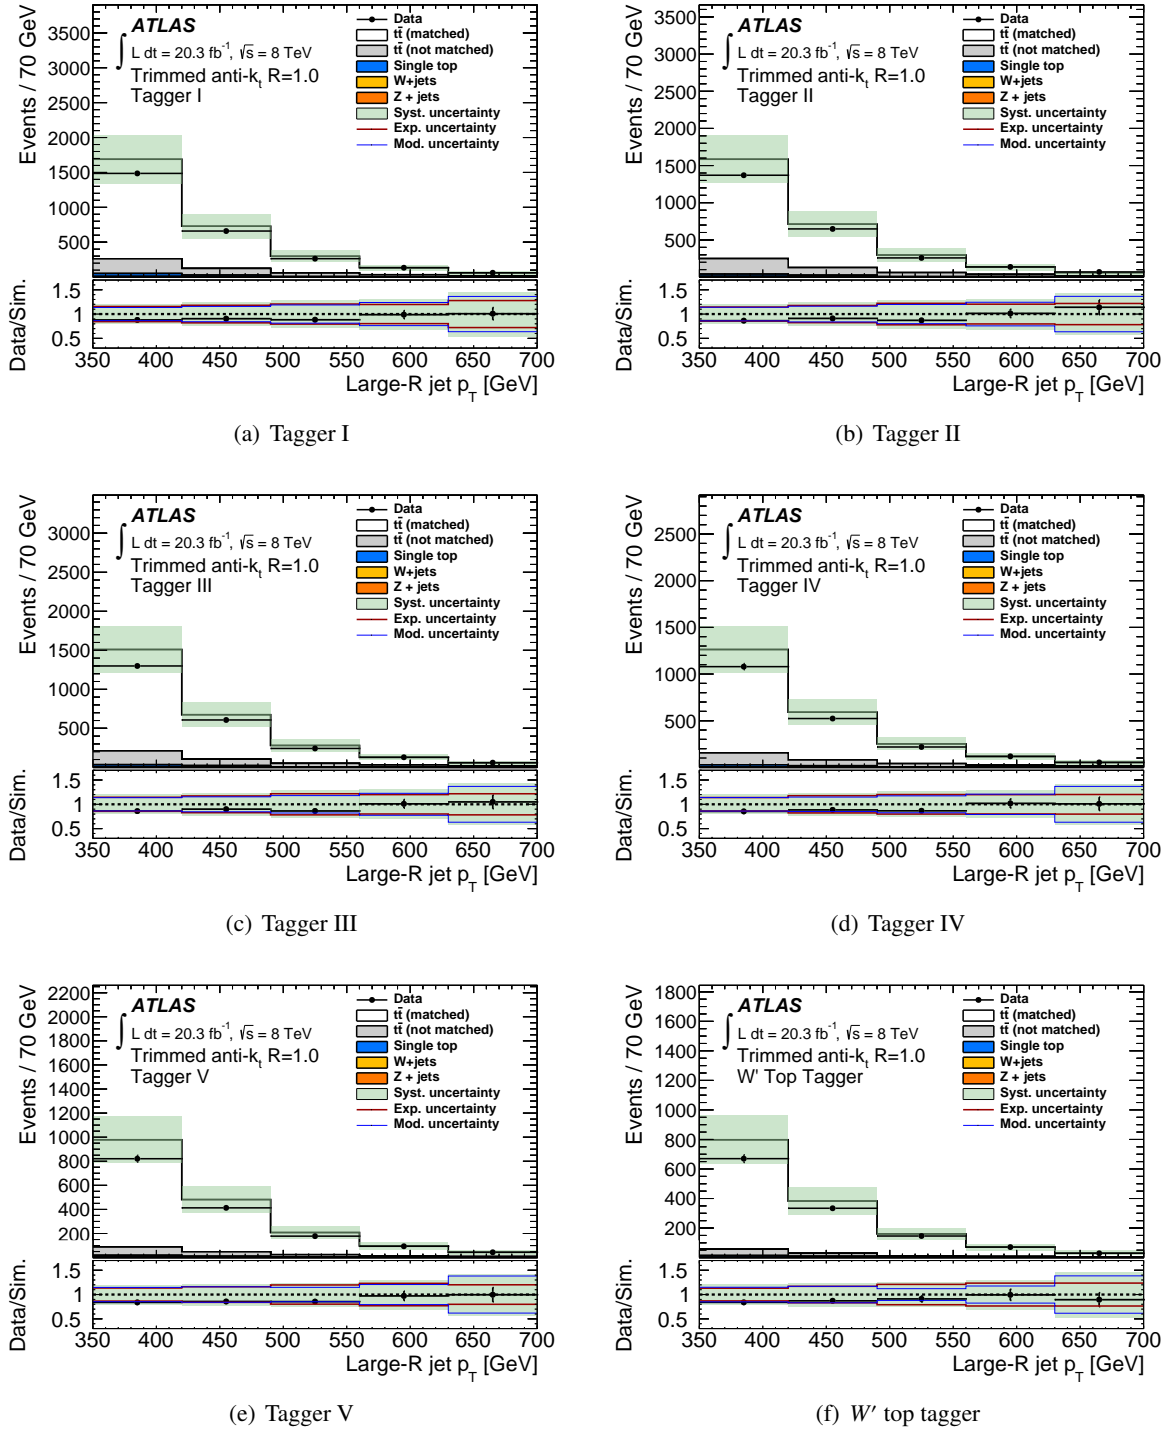 Events / 70 GeV
3500
3000
2500
2000
1500
1000
500
ATLAS
∫ L dt = 20.3 fb⁻¹, √s = 8 TeV
Trimmed anti-kₜ R=1.0
Tagger I
Data
tt̄ (matched)
tt̄ (not matched)
Single top
W+jets
Z + jets
Syst. uncertainty
Exp. uncertainty
Mod. uncertainty
Data/Sim.
1.5
1
0.5
350 400 450 500 550 600 650 700
Large-R jet p_T [GeV]
(a) Tagger I
Events / 70 GeV
3500
3000
2500
2000
1500
1000
500
ATLAS
∫ L dt = 20.3 fb⁻¹, √s = 8 TeV
Trimmed anti-kₜ R=1.0
Tagger II
Data
tt̄ (matched)
tt̄ (not matched)
Single top
W+jets
Z + jets
Syst. uncertainty
Exp. uncertainty
Mod. uncertainty
Data/Sim.
1.5
1
0.5
350 400 450 500 550 600 650 700
Large-R jet p_T [GeV]
(b) Tagger II
Events / 70 GeV
3000
2500
2000
1500
1000
500
ATLAS
∫ L dt = 20.3 fb⁻¹, √s = 8 TeV
Trimmed anti-kₜ R=1.0
Tagger III
Data
tt̄ (matched)
tt̄ (not matched)
Single top
W+jets
Z + jets
Syst. uncertainty
Exp. uncertainty
Mod. uncertainty
Data/Sim.
1.5
1
0.5
350 400 450 500 550 600 650 700
Large-R jet p_T [GeV]
(c) Tagger III
Events / 70 GeV
2500
2000
1500
1000
500
ATLAS
∫ L dt = 20.3 fb⁻¹, √s = 8 TeV
Trimmed anti-kₜ R=1.0
Tagger IV
Data
tt̄ (matched)
tt̄ (not matched)
Single top
W+jets
Z + jets
Syst. uncertainty
Exp. uncertainty
Mod. uncertainty
Data/Sim.
1.5
1
0.5
350 400 450 500 550 600 650 700
Large-R jet p_T [GeV]
(d) Tagger IV
Events / 70 GeV
2200
2000
1800
1600
1400
1200
1000
800
600
400
200
ATLAS
∫ L dt = 20.3 fb⁻¹, √s = 8 TeV
Trimmed anti-kₜ R=1.0
Tagger V
Data
tt̄ (matched)
tt̄ (not matched)
Single top
W+jets
Z + jets
Syst. uncertainty
Exp. uncertainty
Mod. uncertainty
Data/Sim.
1.5
1
0.5
350 400 450 500 550 600 650 700
Large-R jet p_T [GeV]
(e) Tagger V
Events / 70 GeV
1800
1600
1400
1200
1000
800
600
400
200
ATLAS
∫ L dt = 20.3 fb⁻¹, √s = 8 TeV
Trimmed anti-kₜ R=1.0
W' Top Tagger
Data
tt̄ (matched)
tt̄ (not matched)
Single top
W+jets
Z + jets
Syst. uncertainty
Exp. uncertainty
Mod. uncertainty
Data/Sim.
1.5
1
0.5
350 400 450 500 550 600 650 700
Large-R jet p_T [GeV]
(f) W′ top tagger